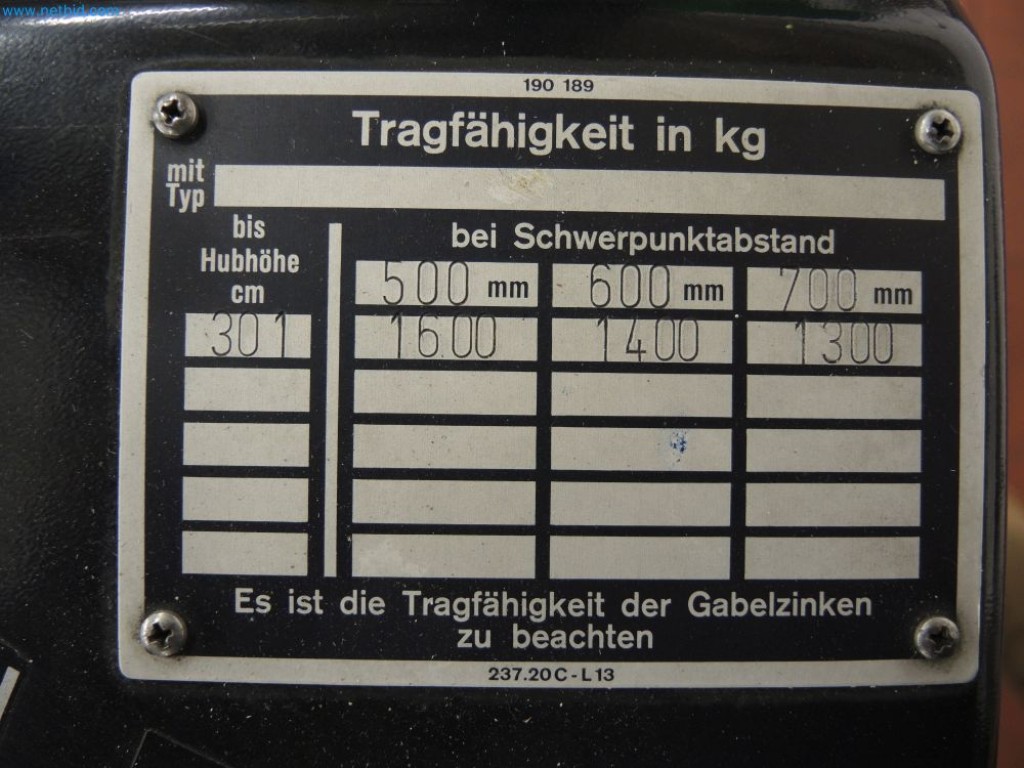 www.netbid.com
190 189
Tragfähigkeit in kg
mit
Typ
bis
Hubhöhe
cm
bei Schwerpunktabstand
500 mm 600 mm 700 mm
301 1600 1400 1300
Es ist die Tragfähigkeit der Gabelzinken
zu beachten
237.20C-L13